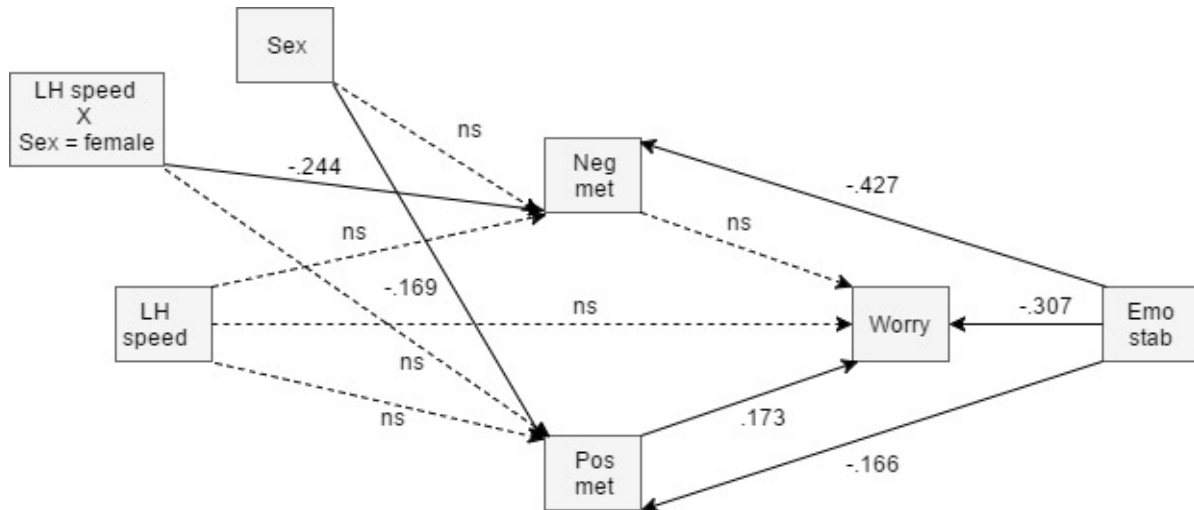 Sex
LH speed
X
Sex = female
ns
-.244
Neg
met
-.427
ns
ns
-.169
LH
speed
ns
Worry
-.307
Emo
stab
ns
ns
.173
Pos
met
-.166